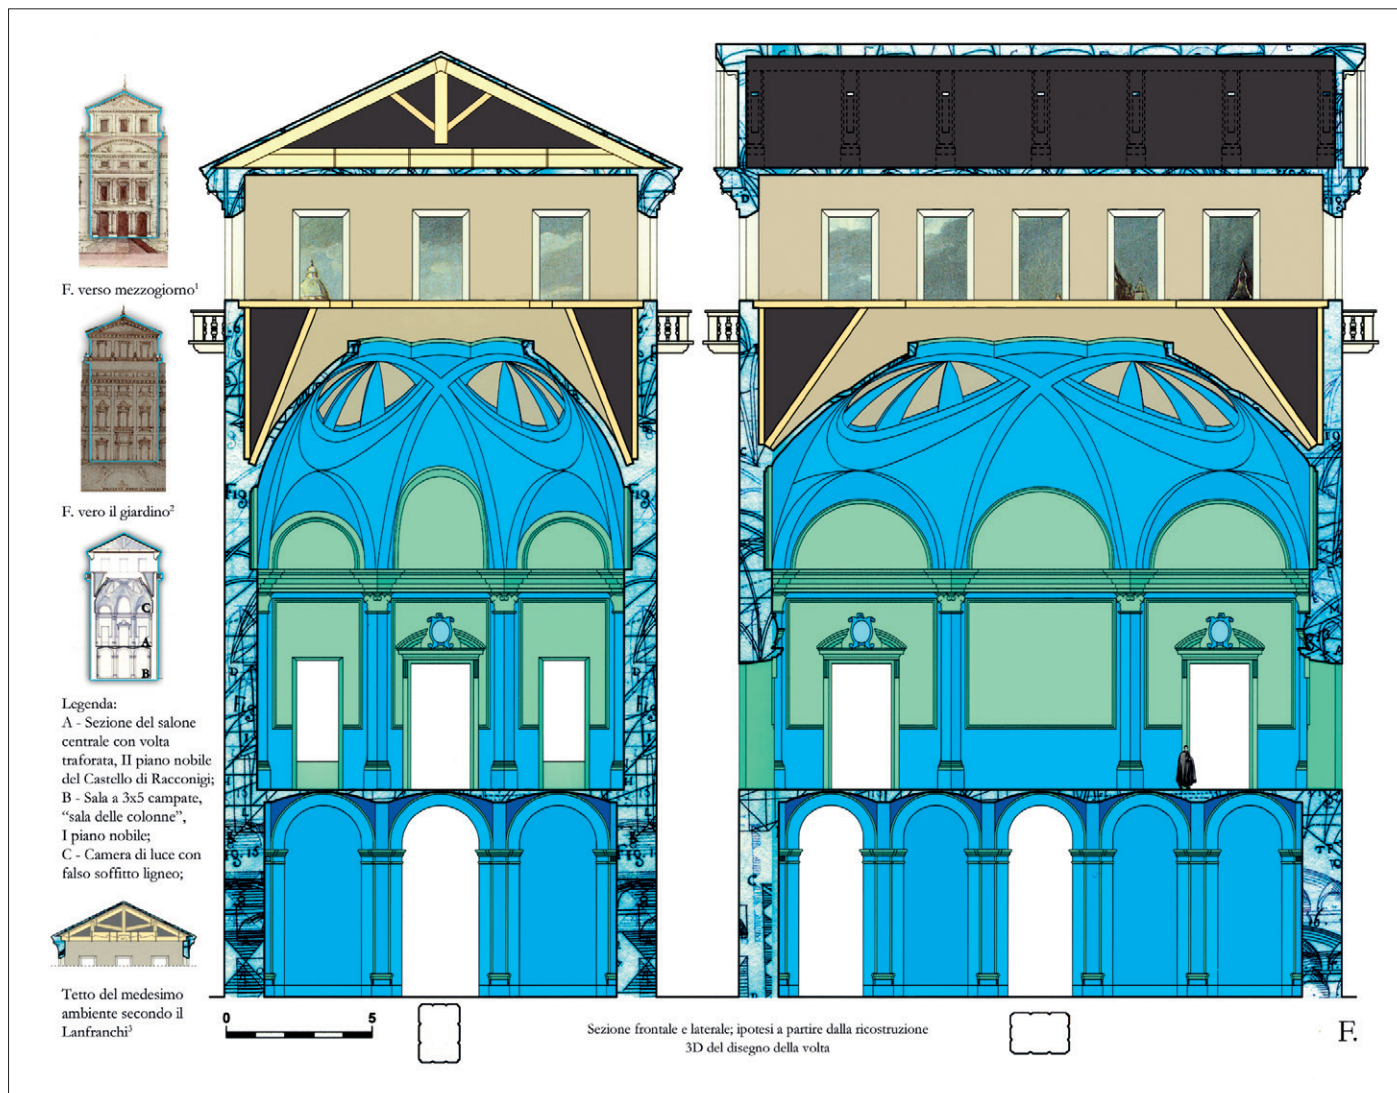 F. verso mezzogiorno¹
F. vero il giardino²
C
A
B
Legenda:
A - Sezione del salone
centrale con volta
traforata, II piano nobile
del Castello di Racconigi;
B - Sala a 3x5 campate,
“sala delle colonne”,
I piano nobile;
C - Camera di luce con
falso soffitto ligneo;
Tetto del medesimo
ambiente secondo il
Lanfranchi³
0 5
Sezione frontale e laterale; ipotesi a partire dalla ricostruzione
3D del disegno della volta
F.